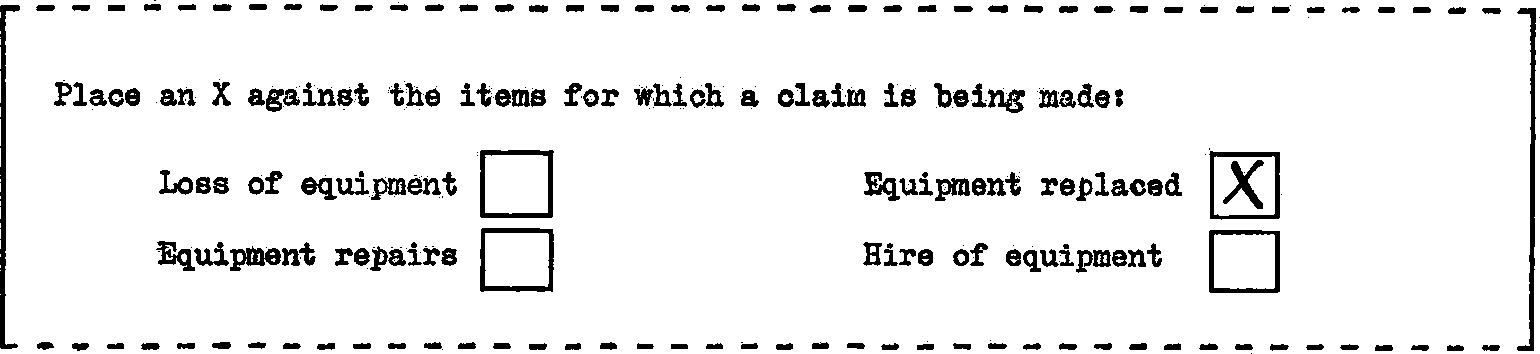 Place an X against the items for which a claim is being made:
Loss of equipment
Equipment replaced X
Equipment repairs
Hire of equipment